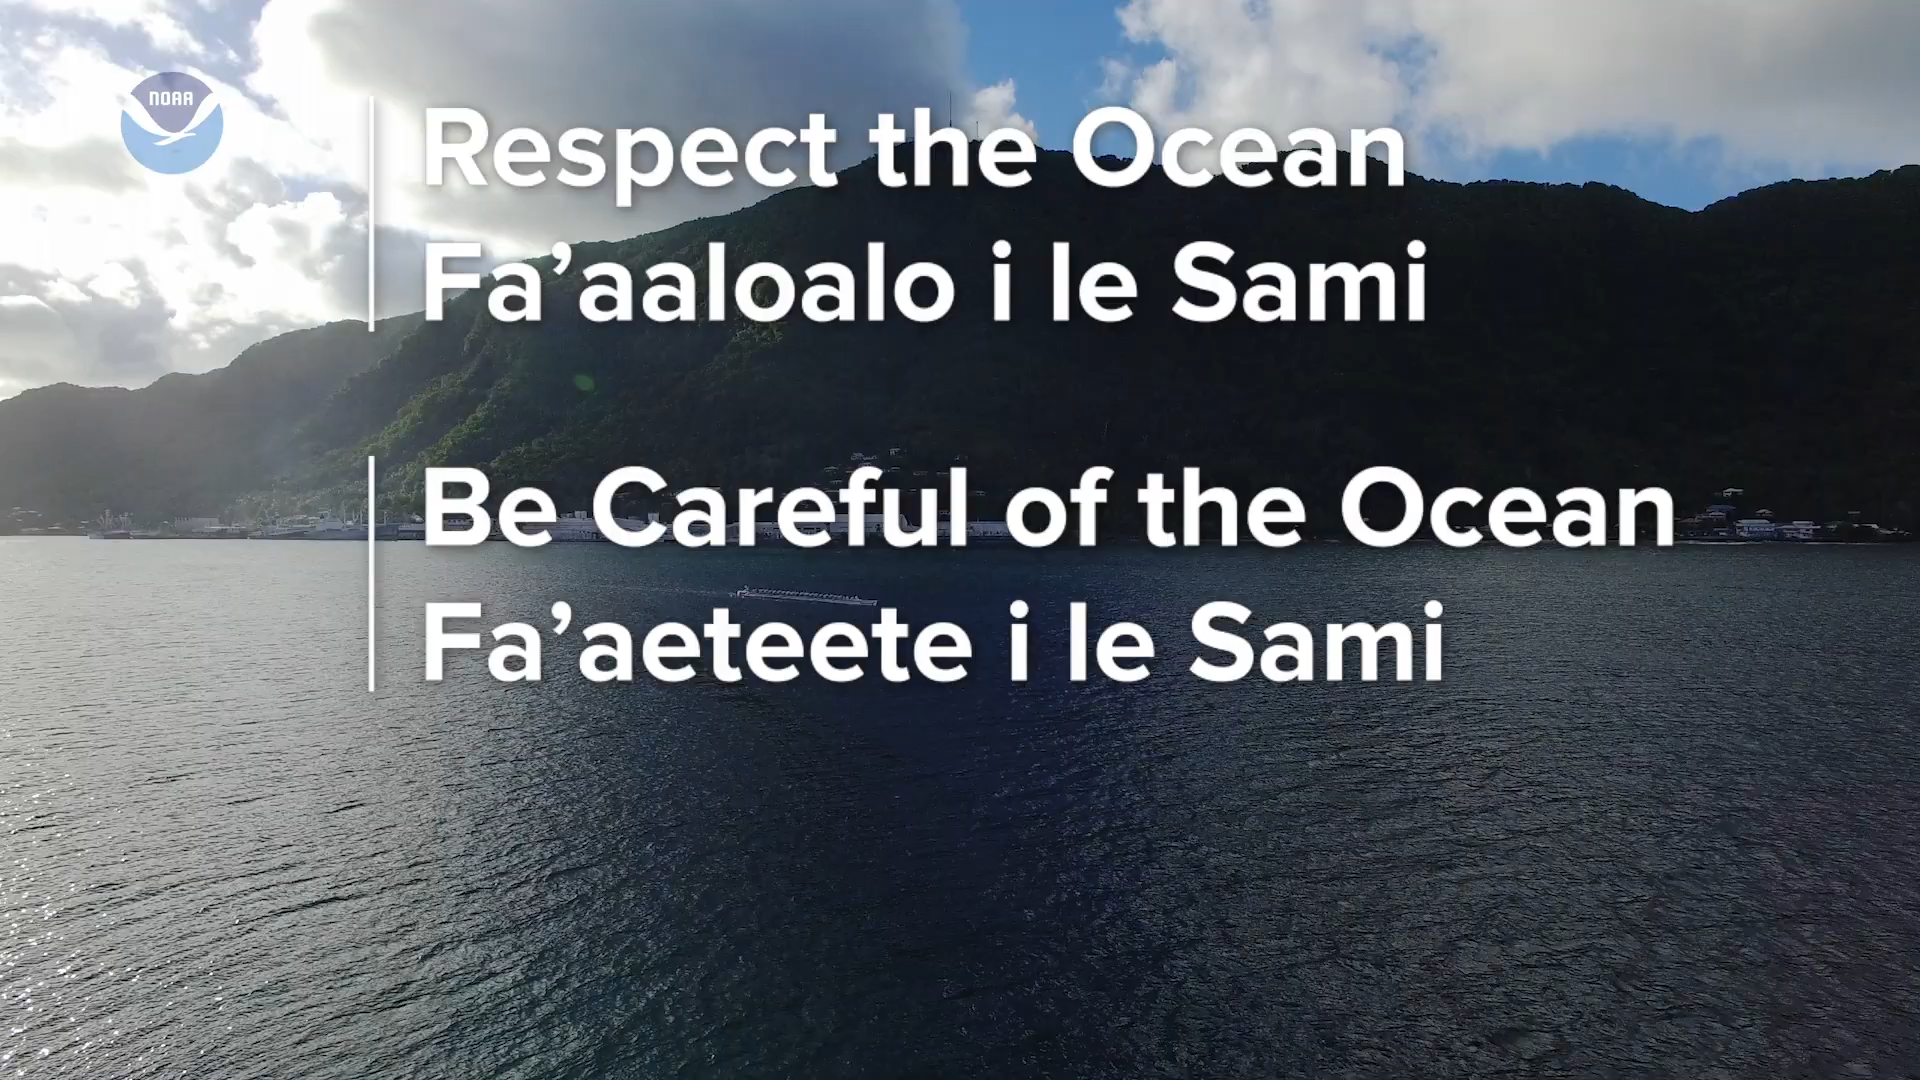 NOAA
Respect the Ocean
Fa’aaloalo i le Sami
Be Careful of the Ocean
Fa’aeteete i le Sami